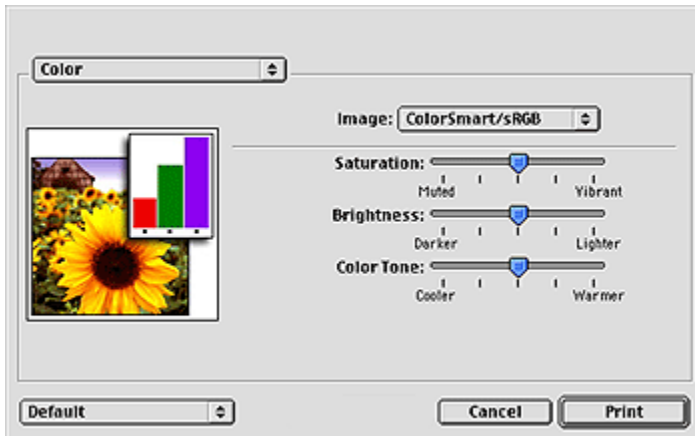 Color
Image: ColorSmart/sRGB
Saturation:
Muted Vibrant
Brightness:
Darker Lighter
Color Tone:
Cooler Warmer
Default Cancel Print